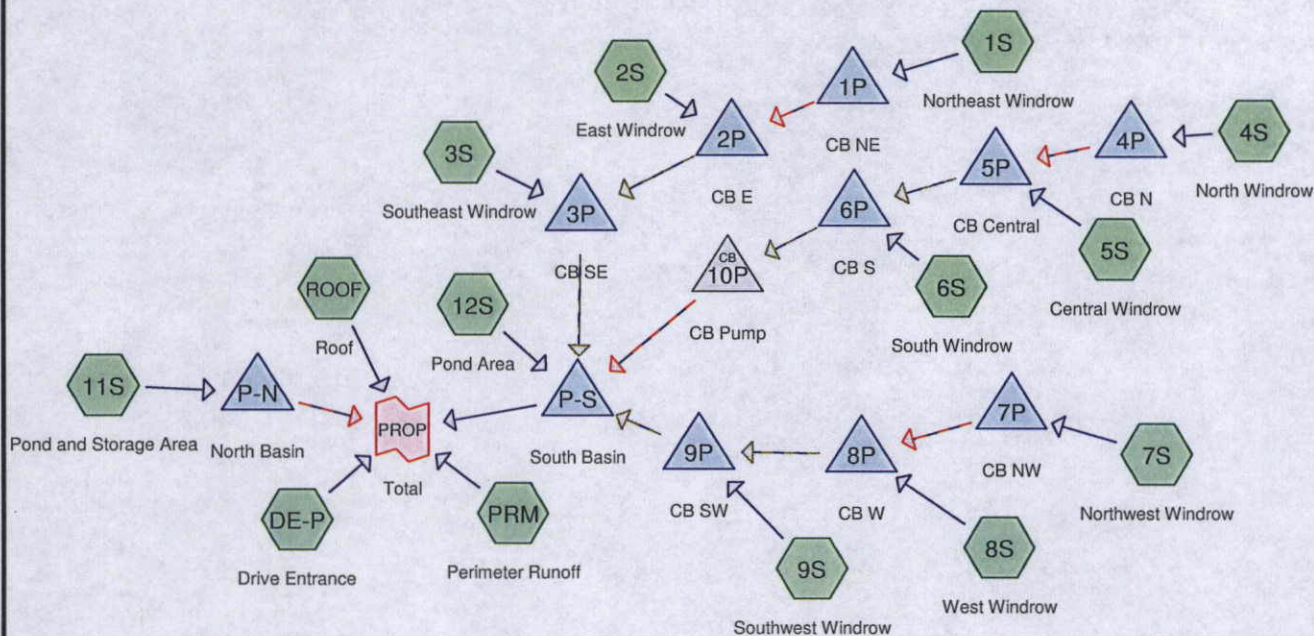 1S
Northeast Windrow
2S
East Windrow
1P
CB NE
2P
CB E
4S
North Windrow
4P
CB N
5P
CB Central
3S
Southeast Windrow
3P
CB SE
6P
CB S
5S
Central Windrow
6S
South Windrow
CB
10P
CB Pump
ROOF
Roof
12S
Pond Area
11S
Pond and Storage Area
P-N
North Basin
PROP
Total
P-S
South Basin
7P
CB NW
7S
Northwest Windrow
8P
CB W
9P
CB SW
DE-P
Drive Entrance
PRM
Perimeter Runoff
8S
West Windrow
9S
Southwest Windrow